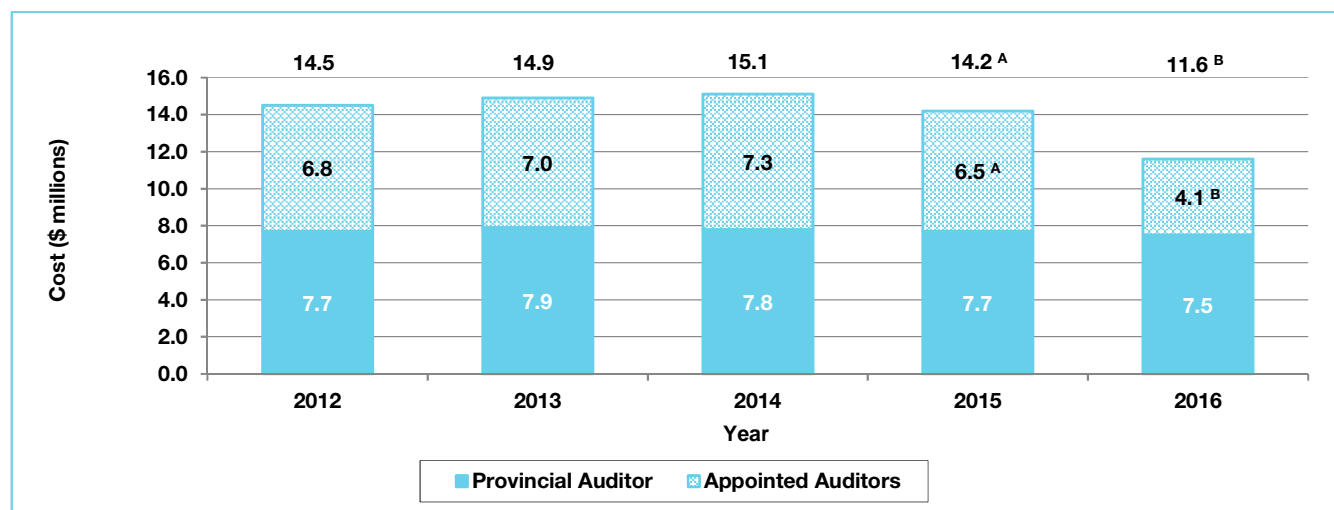 14.5 14.9 15.1 14.2 A 11.6 B
16.0
14.0
12.0
10.0
8.0
6.0
4.0
2.0
0.0
Cost ($ millions)
6.8 7.0 7.3 6.5 A 4.1 B
7.7 7.9 7.8 7.7 7.5
2012 2013 2014 2015 2016
Year
Provincial Auditor Appointed Auditors